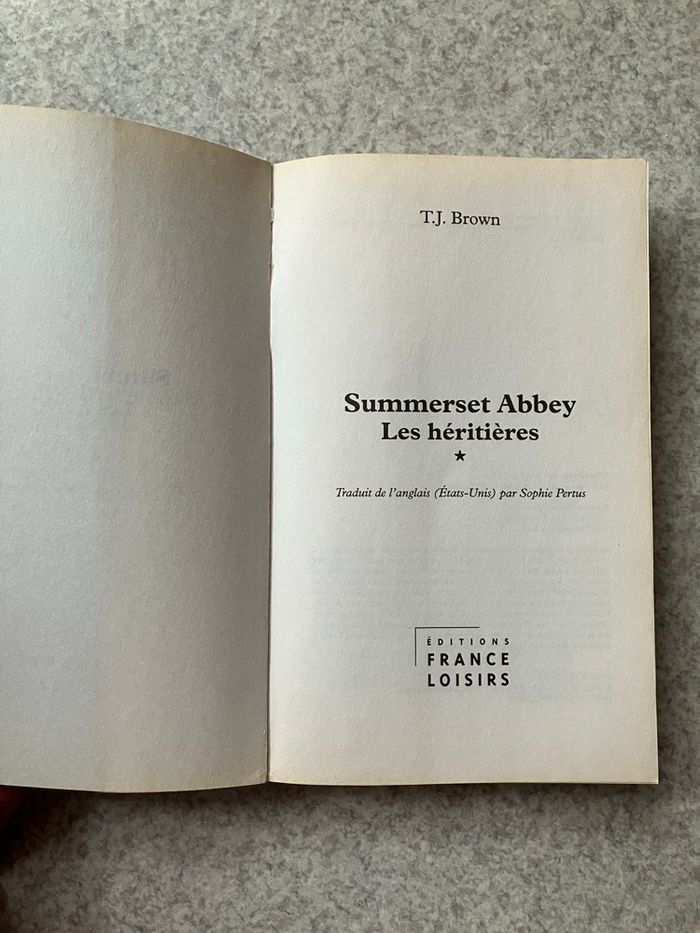 T.J. Brown
Summerset Abbey
Les héritières
★
Traduit de l'anglais (États-Unis) par Sophie Pertus
ÉDITIONS
FRANCE
LOISIRS